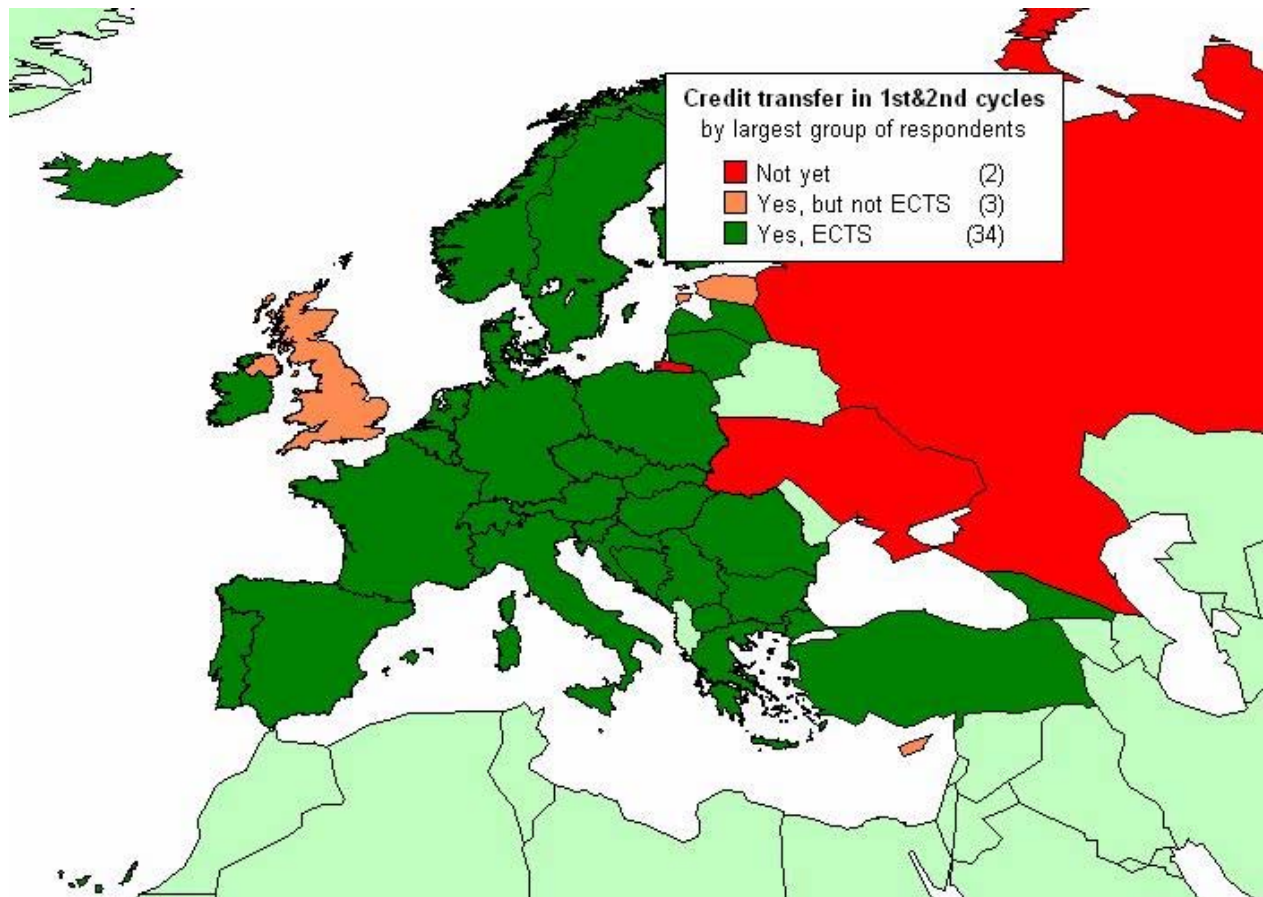 Credit transfer in 1st&2nd cycles
by largest group of respondents
Not yet (2)
Yes, but not ECTS (3)
Yes, ECTS (34)